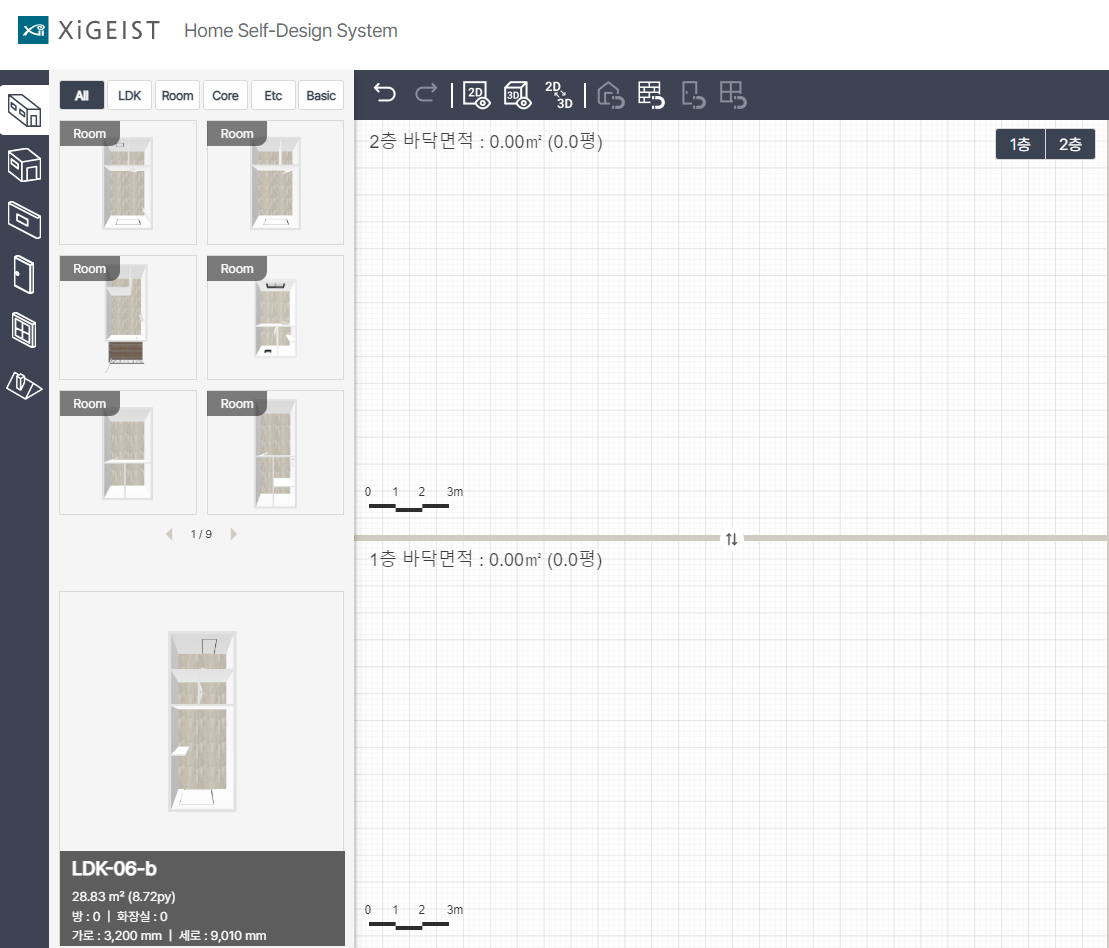 XiGEIST Home Self-Design System
All LDK Room Core Etc Basic
2D 3D 2D 3D
Room Room
2층 바닥면적 : 0.00㎡ (0.0평)
1층 2층
Room Room
Room Room
0 1 2 3m
1 / 9
1층 바닥면적 : 0.00㎡ (0.0평)
LDK-06-b
28.83 m² (8.72py)
방 : 0 | 화장실 : 0
가로 : 3,200 mm | 세로 : 9,010 mm
0 1 2 3m